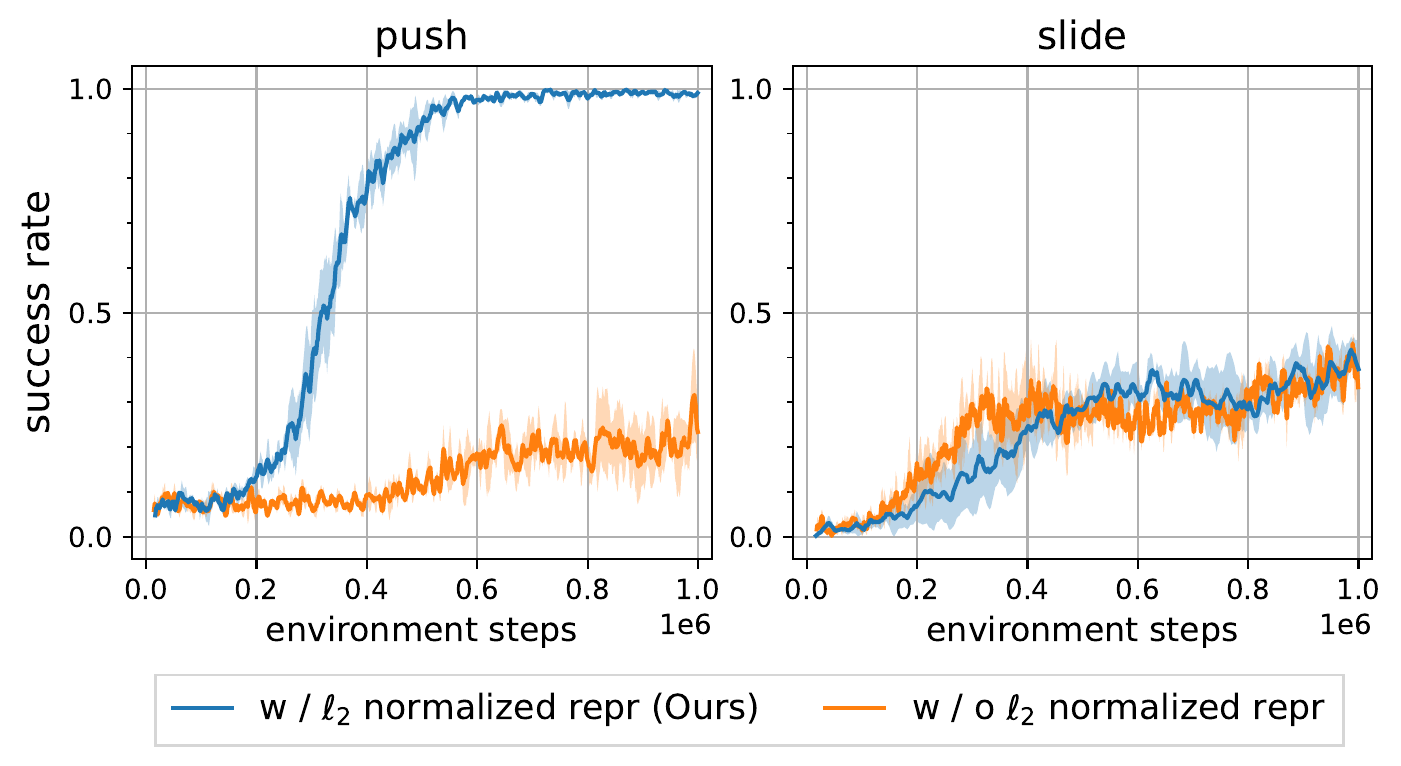 push
slide
success rate
1.0
0.5
0.0
0.0 0.2 0.4 0.6 0.8 1.0
environment steps 1e6
1.0
0.5
0.0
0.0 0.2 0.4 0.6 0.8 1.0
environment steps 1e6
w / ℓ₂ normalized repr (Ours)
w / o ℓ₂ normalized repr